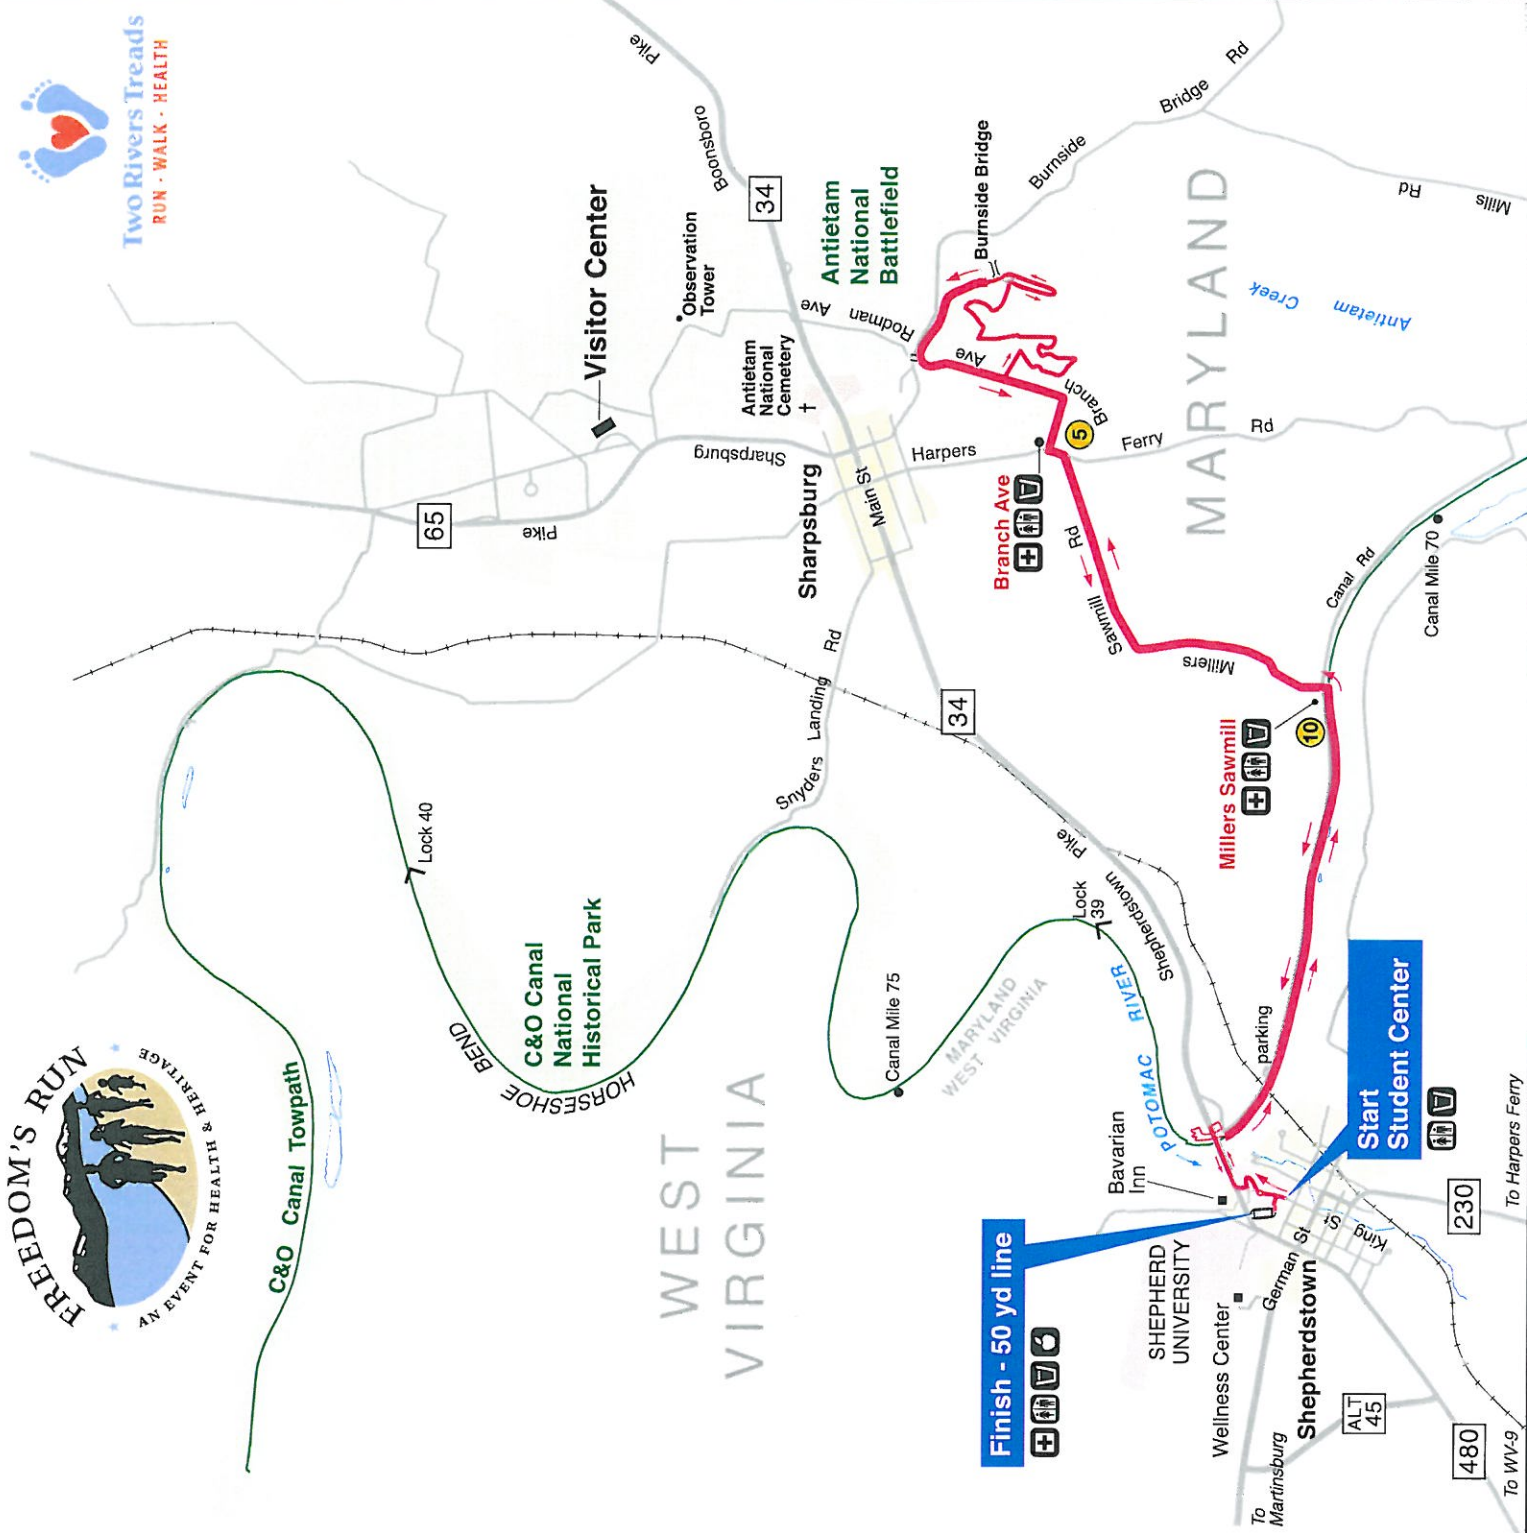 FREEDOM'S RUN
AN EVENT FOR HEALTH & HERITAGE
Two Rivers Treads
RUN · WALK · HEALTH
C&O Canal Towpath
Lock 40
65
Pike
Sharpsburg
Visitor Center
Observation
Tower
Pike
Boonsboro
34
HORSESHOE BEND
C&O Canal
National
Historical Park
WEST
VIRGINIA
Canal Mile 75
MARYLAND
WEST VIRGINIA
Snyders Landing Rd
34
Sharpsburg
Main St
Antietam
National
Cemetery
Antietam
National
Battlefield
Rodman Ave
Harpers
Ferry
Rd
Burnside Bridge
Burnside
Bridge
Rd
Mills
Rd
Branch
Ave
Branch Ave
5
MARYLAND
Antietam
Creek
Millers
Sawmill
Rd
Millers Sawmill
10
Canal Rd
Canal Mile 70
Shepherdstown
Pike
Lock
39
POTOMAC RIVER
parking
Bavarian
Inn
Start
Student Center
Finish - 50 yd line
SHEPHERD
UNIVERSITY
Wellness Center
German St
King
St
Shepherdstown
ALT
45
480
230
To
Martinsburg
To WV-9
To Harpers Ferry